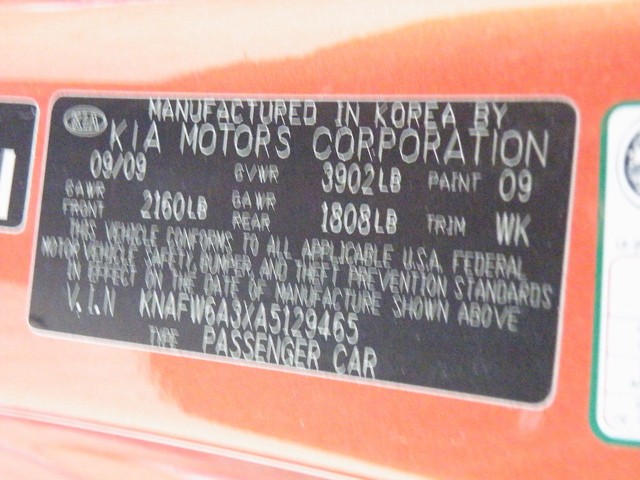 KIA
MANUFACTURED IN KOREA BY
KIA MOTORS CORPORATION
09/09 GVWR 3902LB PAINT 09
GAWR FRONT 2160LB GAWR REAR 1808LB TRIM WK
THIS VEHICLE CONFORMS TO ALL APPLICABLE U.S.A. FEDERAL
MOTOR VEHICLE SAFETY, BUMPER, AND THEFT PREVENTION STANDARDS
IN EFFECT ON THE DATE OF MANUFACTURE SHOWN ABOVE
V.I.N KNAFW6A3XA5129465
TYPE PASSENGER CAR